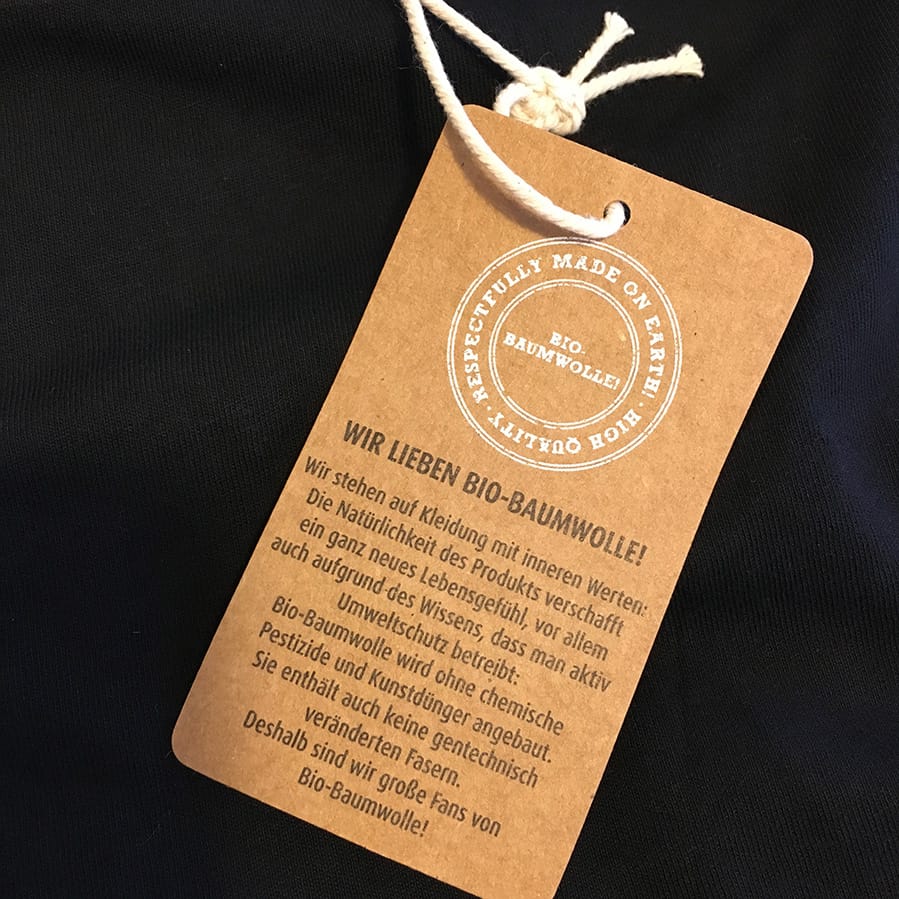 RESPECTFULLY MADE ON EARTH! · HIGH QUALITY ·
BIO-
BAUMWOLLE!
WIR LIEBEN BIO-BAUMWOLLE!
Wir stehen auf Kleidung mit inneren Werten:
Die Natürlichkeit des Produkts verschafft
ein ganz neues Lebensgefühl, vor allem
auch aufgrund des Wissens, dass man aktiv
Umweltschutz betreibt:
Bio-Baumwolle wird ohne chemische
Pestizide und Kunstdünger angebaut.
Sie enthält auch keine gentechnisch
veränderten Fasern.
Deshalb sind wir große Fans von
Bio-Baumwolle!